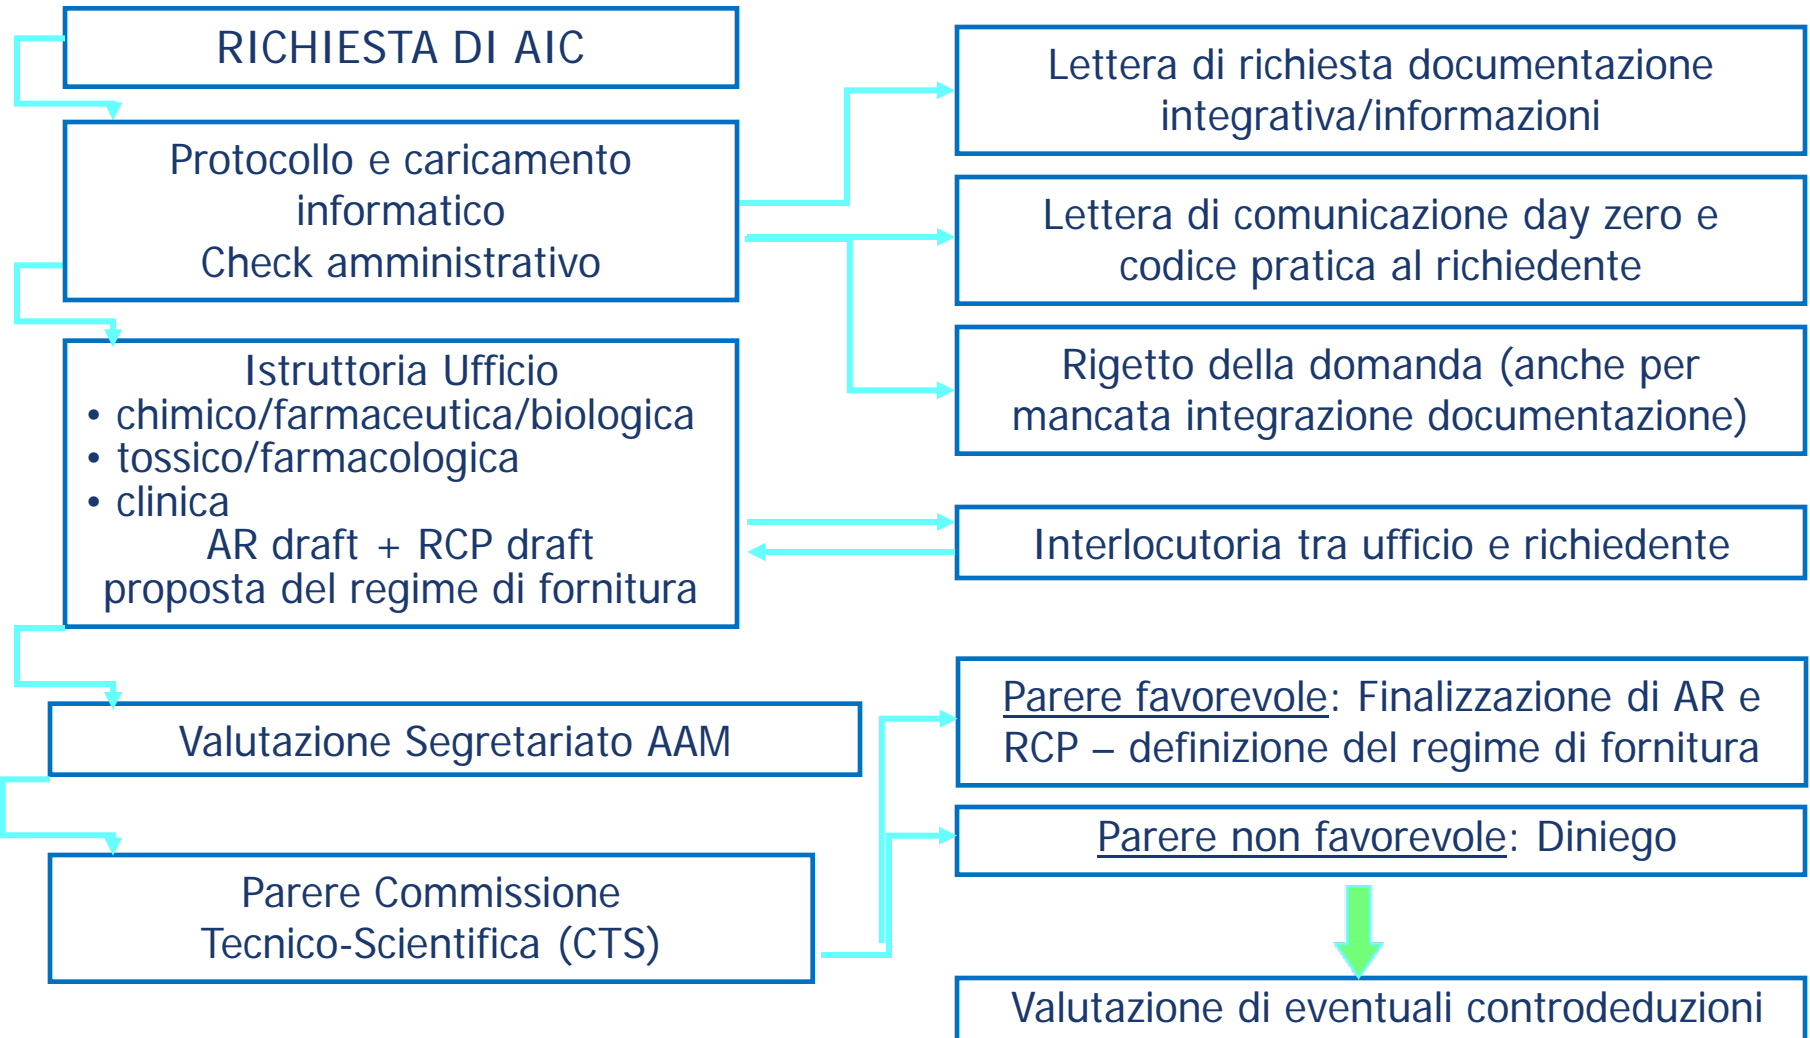 RICHIESTA DI AIC
Protocollo e caricamento
informatico
Check amministrativo
Istruttoria Ufficio
• chimico/farmaceutica/biologica
• tossico/farmacologica
• clinica
AR draft + RCP draft
proposta del regime di fornitura
Valutazione Segretariato AAM
Parere Commissione
Tecnico-Scientifica (CTS)
Lettera di richiesta documentazione
integrativa/informazioni
Lettera di comunicazione day zero e
codice pratica al richiedente
Rigetto della domanda (anche per
mancata integrazione documentazione)
Interlocutoria tra ufficio e richiedente
Parere favorevole: Finalizzazione di AR e
RCP – definizione del regime di fornitura
Parere non favorevole: Diniego
Valutazione di eventuali controdeduzioni